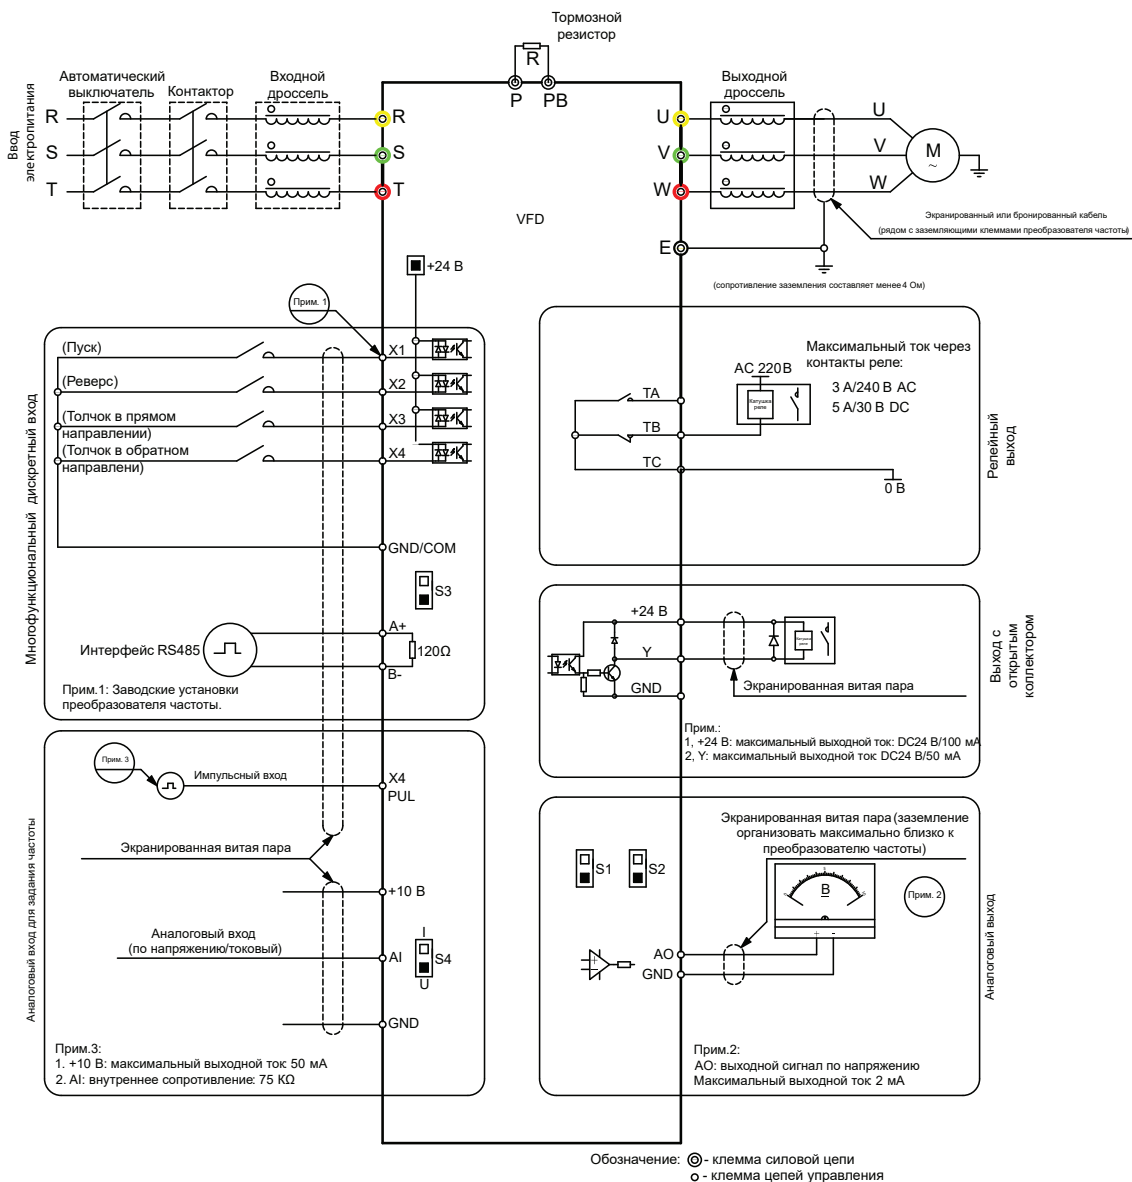 Тормозной
резистор
R
P
PB
Автоматический
выключатель
Контактор
Входной
дроссель
Выходной
дроссель
Ввод
электропитания
R
S
T
R
S
T
U
V
W
U
V
W
M
~
VFD
E
Экранированный или бронированный кабель
(рядом с заземляющими клеммами преобразователя частоты)
(сопротивление заземления составляет менее 4 Ом)
+24 В
Прим. 1
Многофункциональный дискретный вход
(Пуск)
X1
(Реверс)
X2
(Толчок в прямом
направлении)
X3
(Толчок в обратном
направлени)
X4
GND/COM
S3
Интерфейс RS485
A+
120Ω
B-
Прим.1: Заводские установки
преобразователя частоты.
Релейный
выход
Максимальный ток через
контакты реле:
3 А/240 В AC
5 А/30 В DC
AC 220В
Катушка
реле
TA
TB
TC
0 В
Выход с
открытым
коллектором
+24 В
Y
GND
Катушка
реле
Экранированная витая пара
Прим.:
1, +24 В: максимальный выходной ток: DC24 В/100 мА
2, Y: максимальный выходной ток: DC24 В/50 мА
Аналоговый вход для задания частоты
Прим. 3
Импульсный вход
X4
PUL
Экранированная витая пара
+10 В
Аналоговый вход
(по напряжению/токовый)
AI
I
S4
U
GND
Прим.3:
1. +10 В: максимальный выходной ток: 50 мА
2. AI: внутреннее сопротивление: 75 КΩ
Аналоговый выход
Экранированная витая пара (заземление
организовать максимально близко к
преобразователю частоты)
S1
S2
В
+ -
Прим. 2
AO
GND
Прим.2:
AO: выходной сигнал по напряжению
Максимальный выходной ток: 2 мА
Обозначение: - клемма силовой цепи
- клемма цепей управления